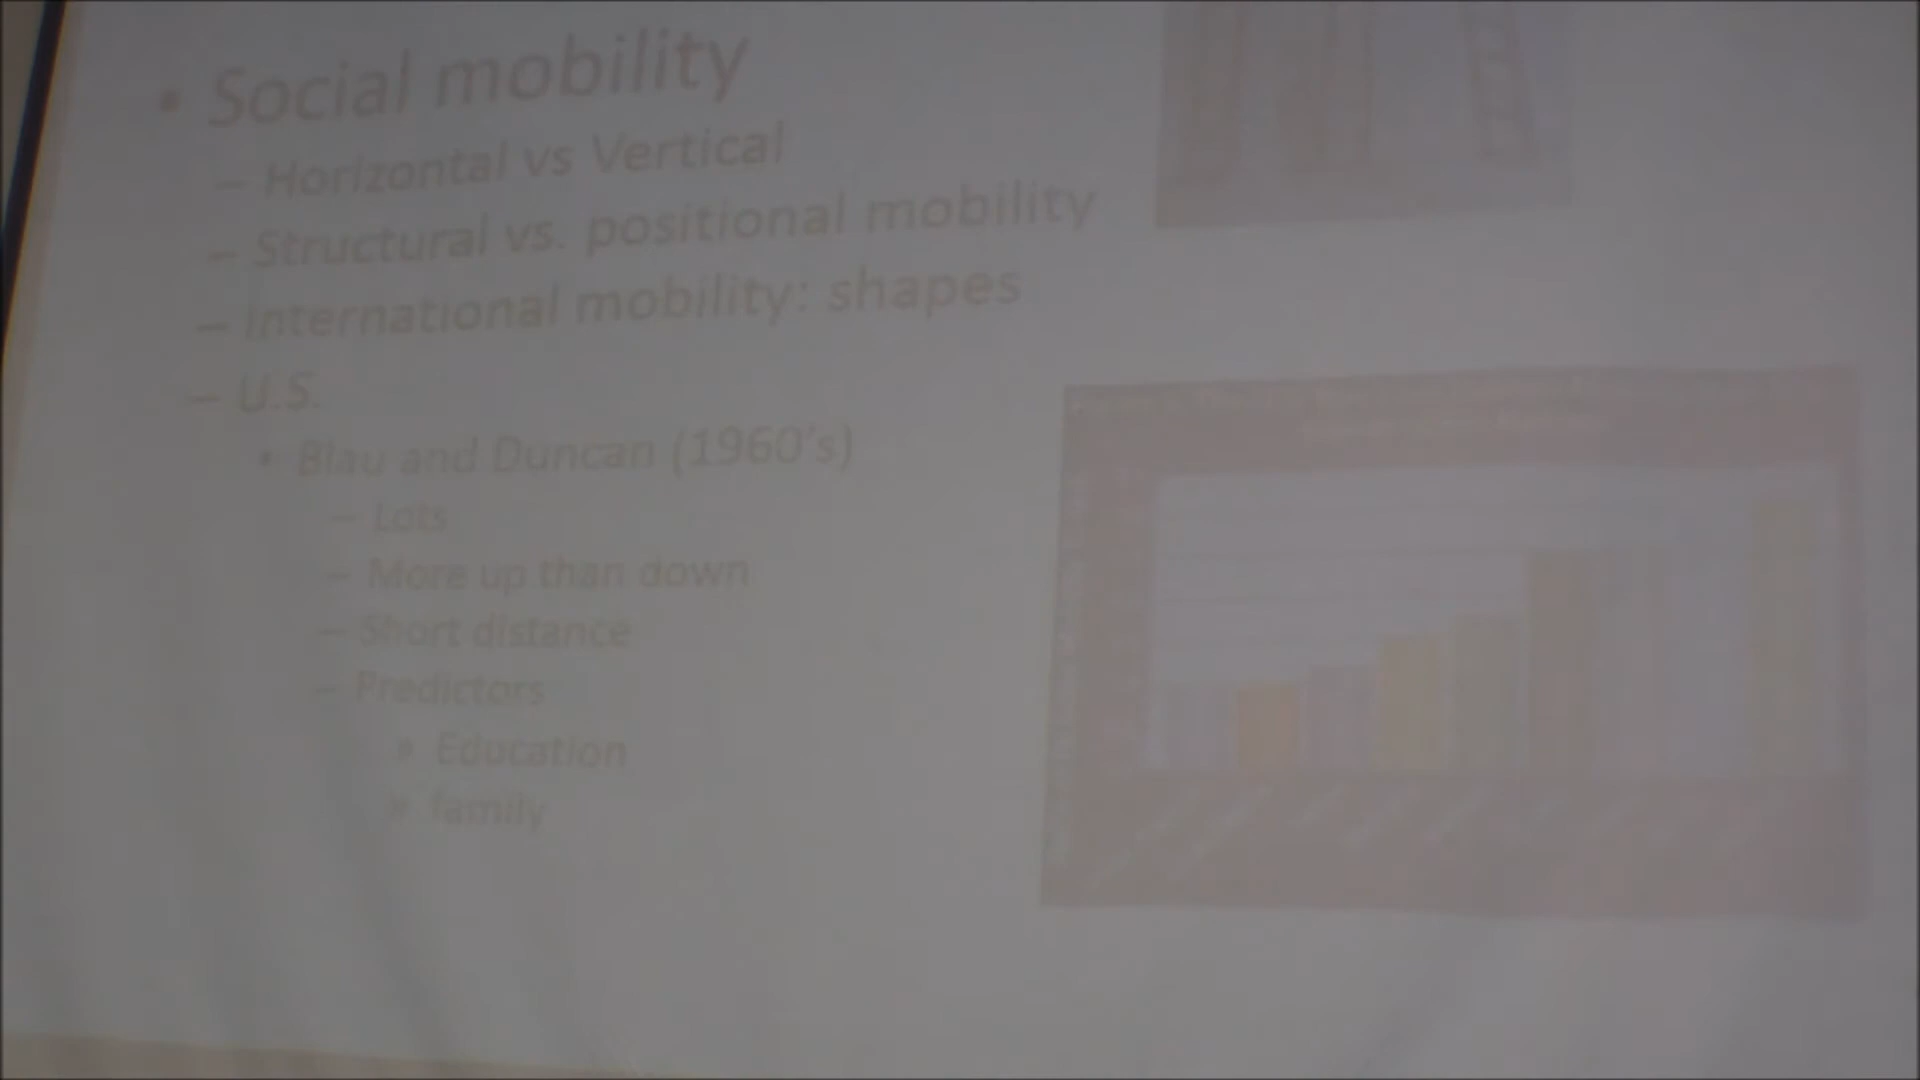 • Social mobility
– Horizontal vs Vertical
– Structural vs. positional mobility
– International mobility: shapes
– U.S.
• Blau and Duncan (1960's)
– Lots
– More up than down
– Short distance
– Predictors
» Education
» family